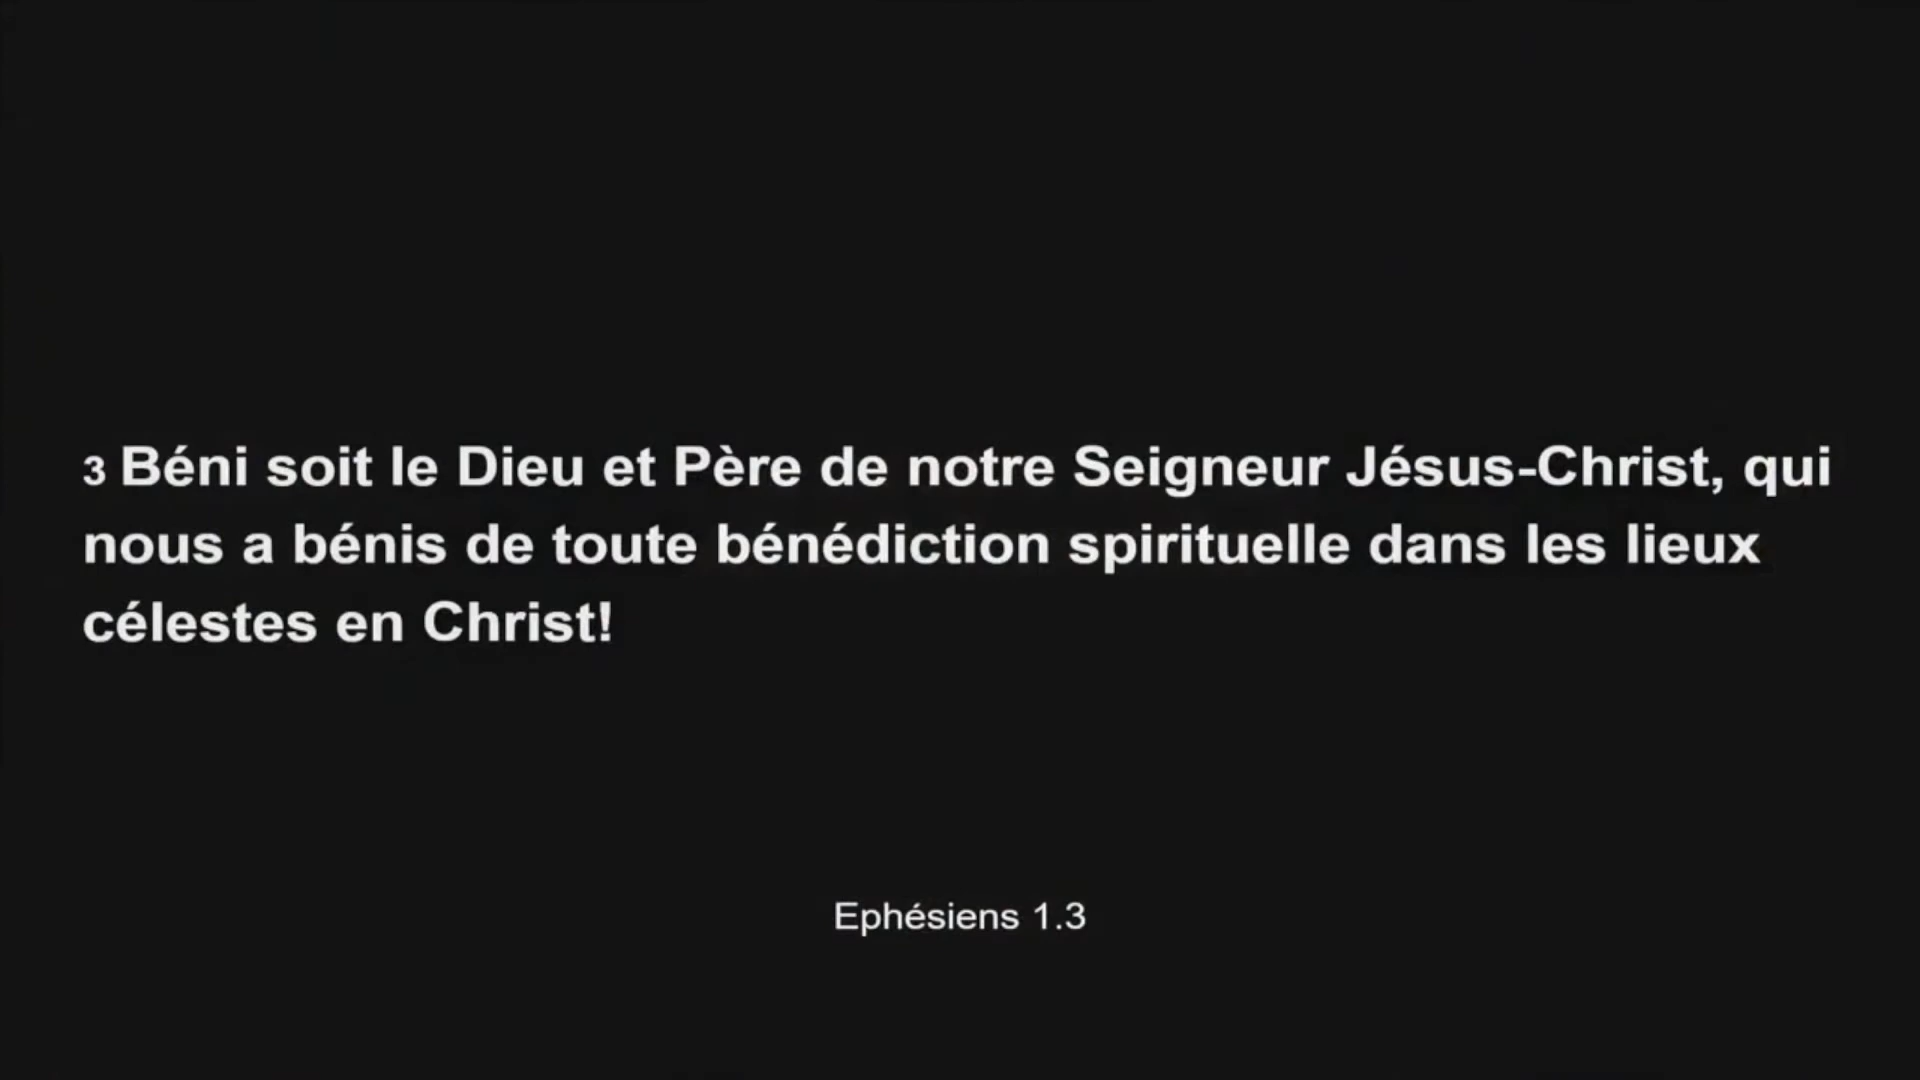 3 Béni soit le Dieu et Père de notre Seigneur Jésus-Christ, qui
nous a bénis de toute bénédiction spirituelle dans les lieux
célestes en Christ!
Ephésiens 1.3